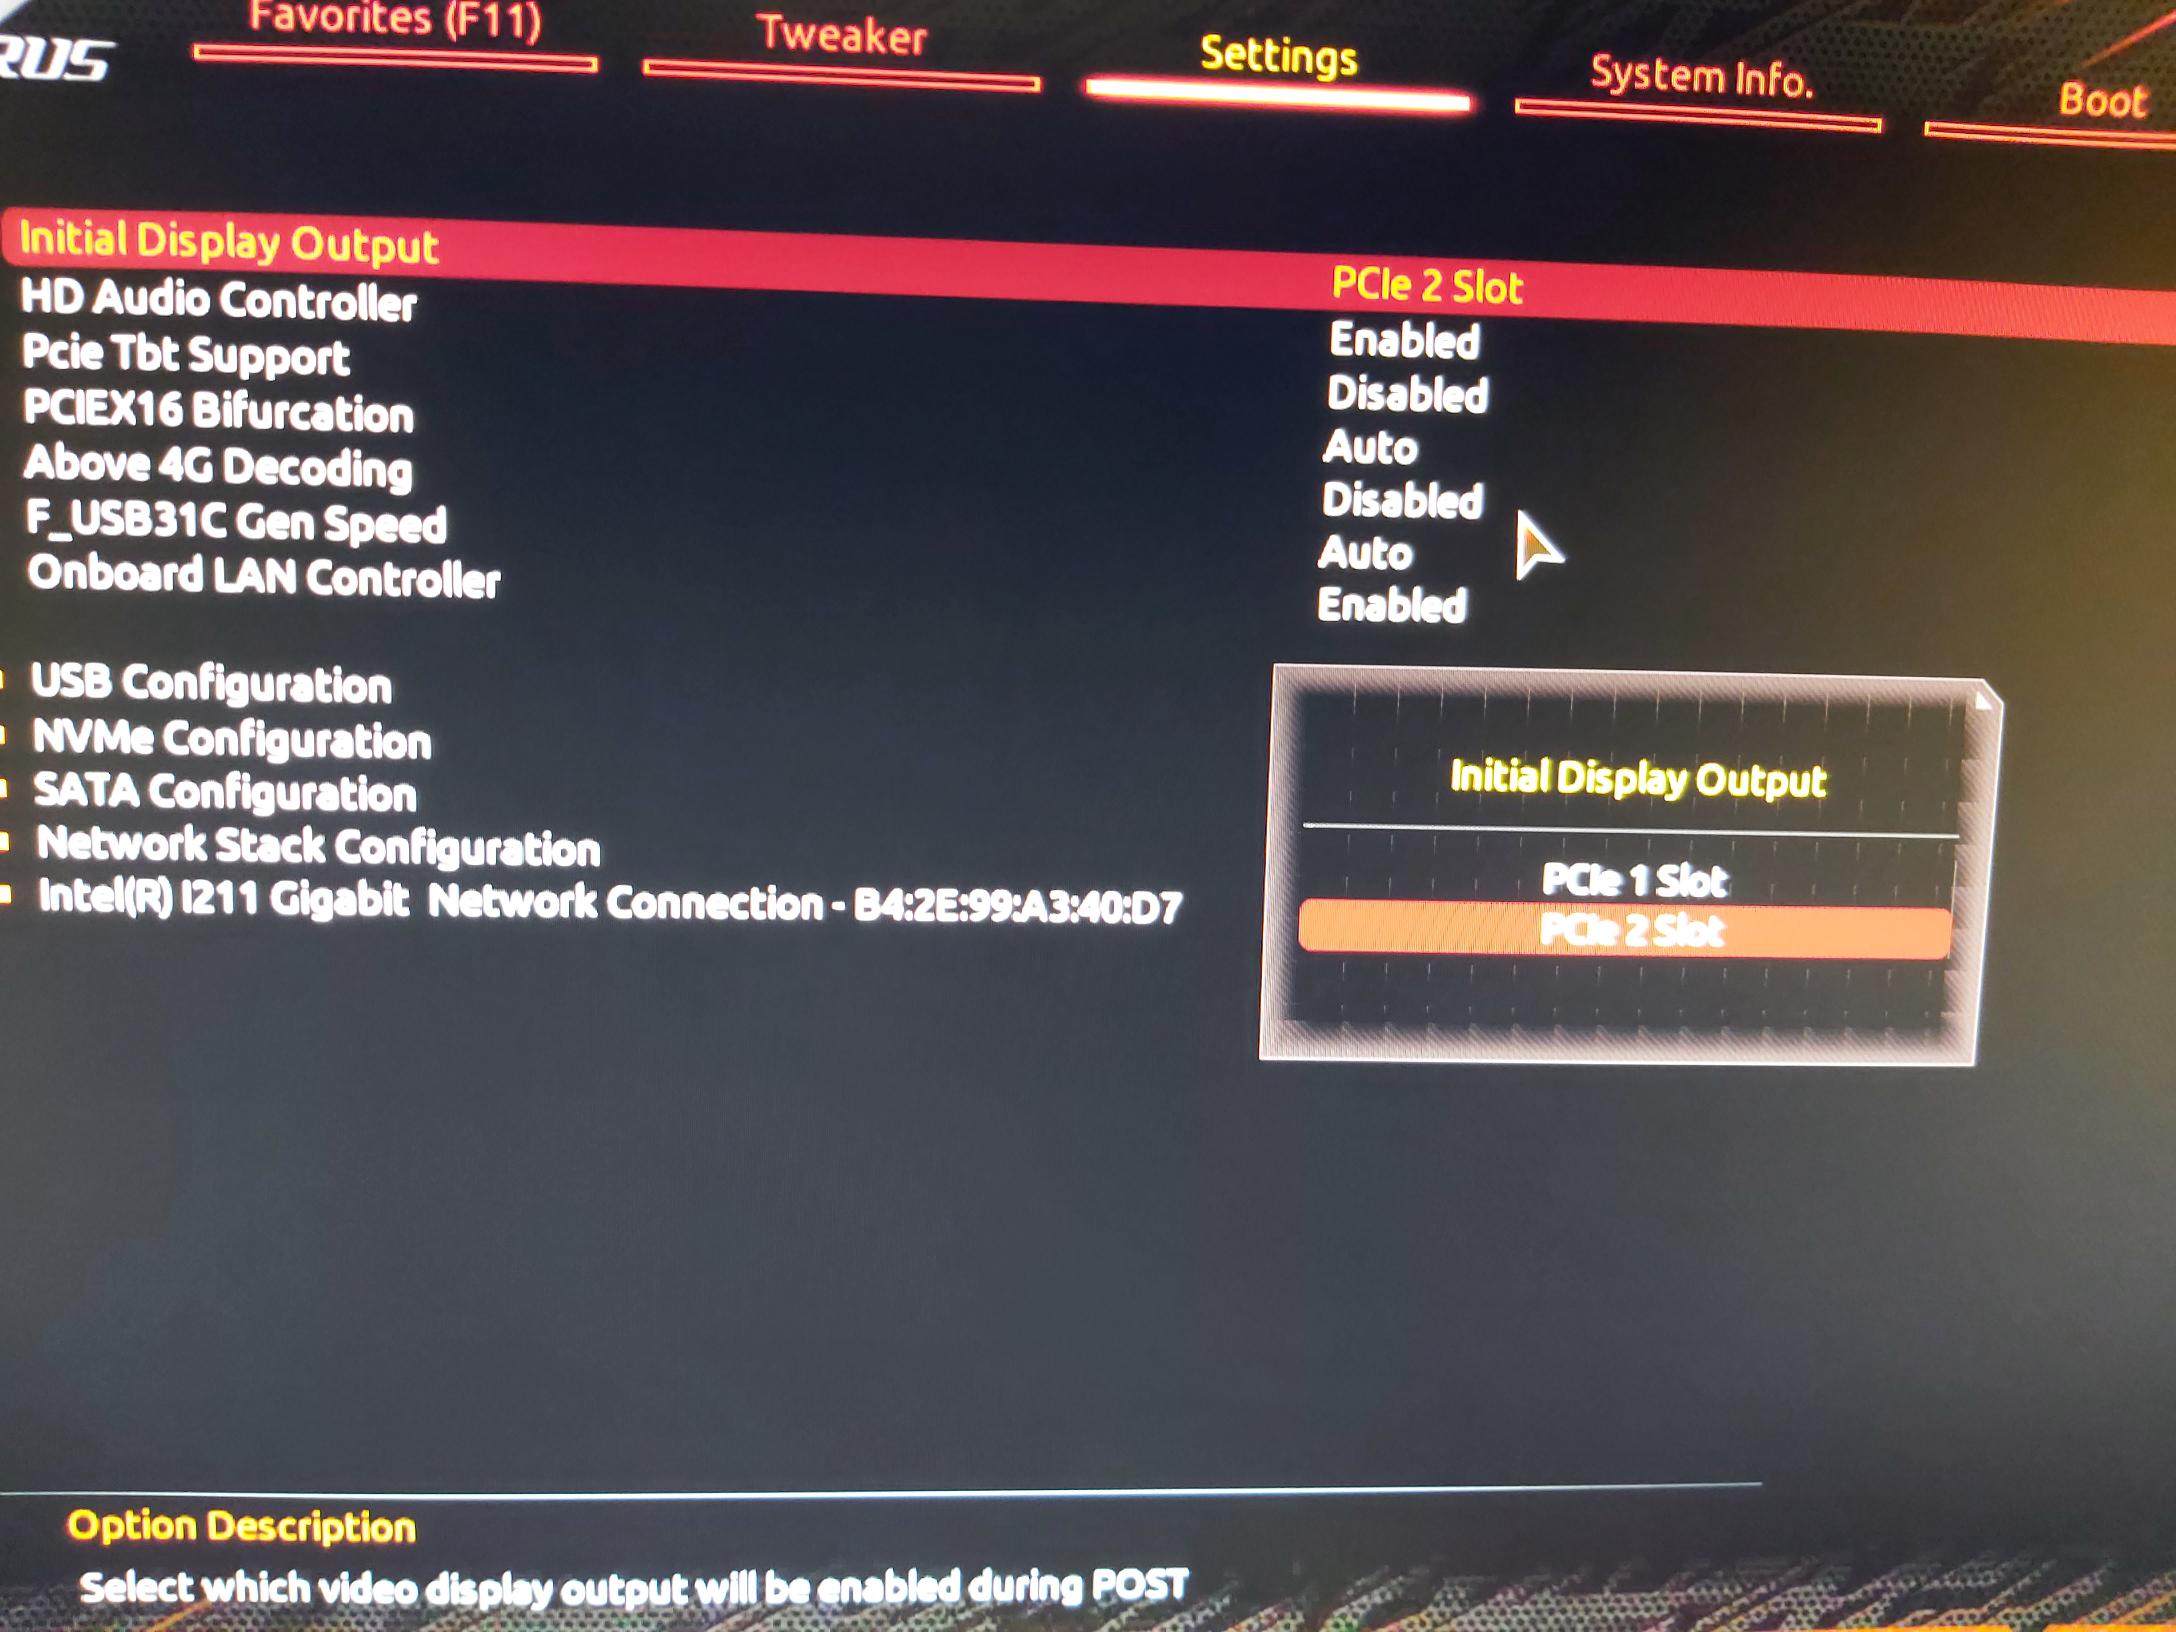 RUS
Favorites (F11)
Tweaker
Settings
System Info.
Boot
Initial Display Output PCIe 2 Slot
HD Audio Controller Enabled
Pcie Tbt Support Disabled
PCIEX16 Bifurcation Auto
Above 4G Decoding Disabled
F_USB31C Gen Speed Auto
Onboard LAN Controller Enabled
USB Configuration
NVMe Configuration
SATA Configuration
Network Stack Configuration
Intel(R) I211 Gigabit Network Connection - B4:2E:99:A3:40:D7
Initial Display Output
PCIe 1 Slot
PCIe 2 Slot
Option Description
Select which video display output will be enabled during POST